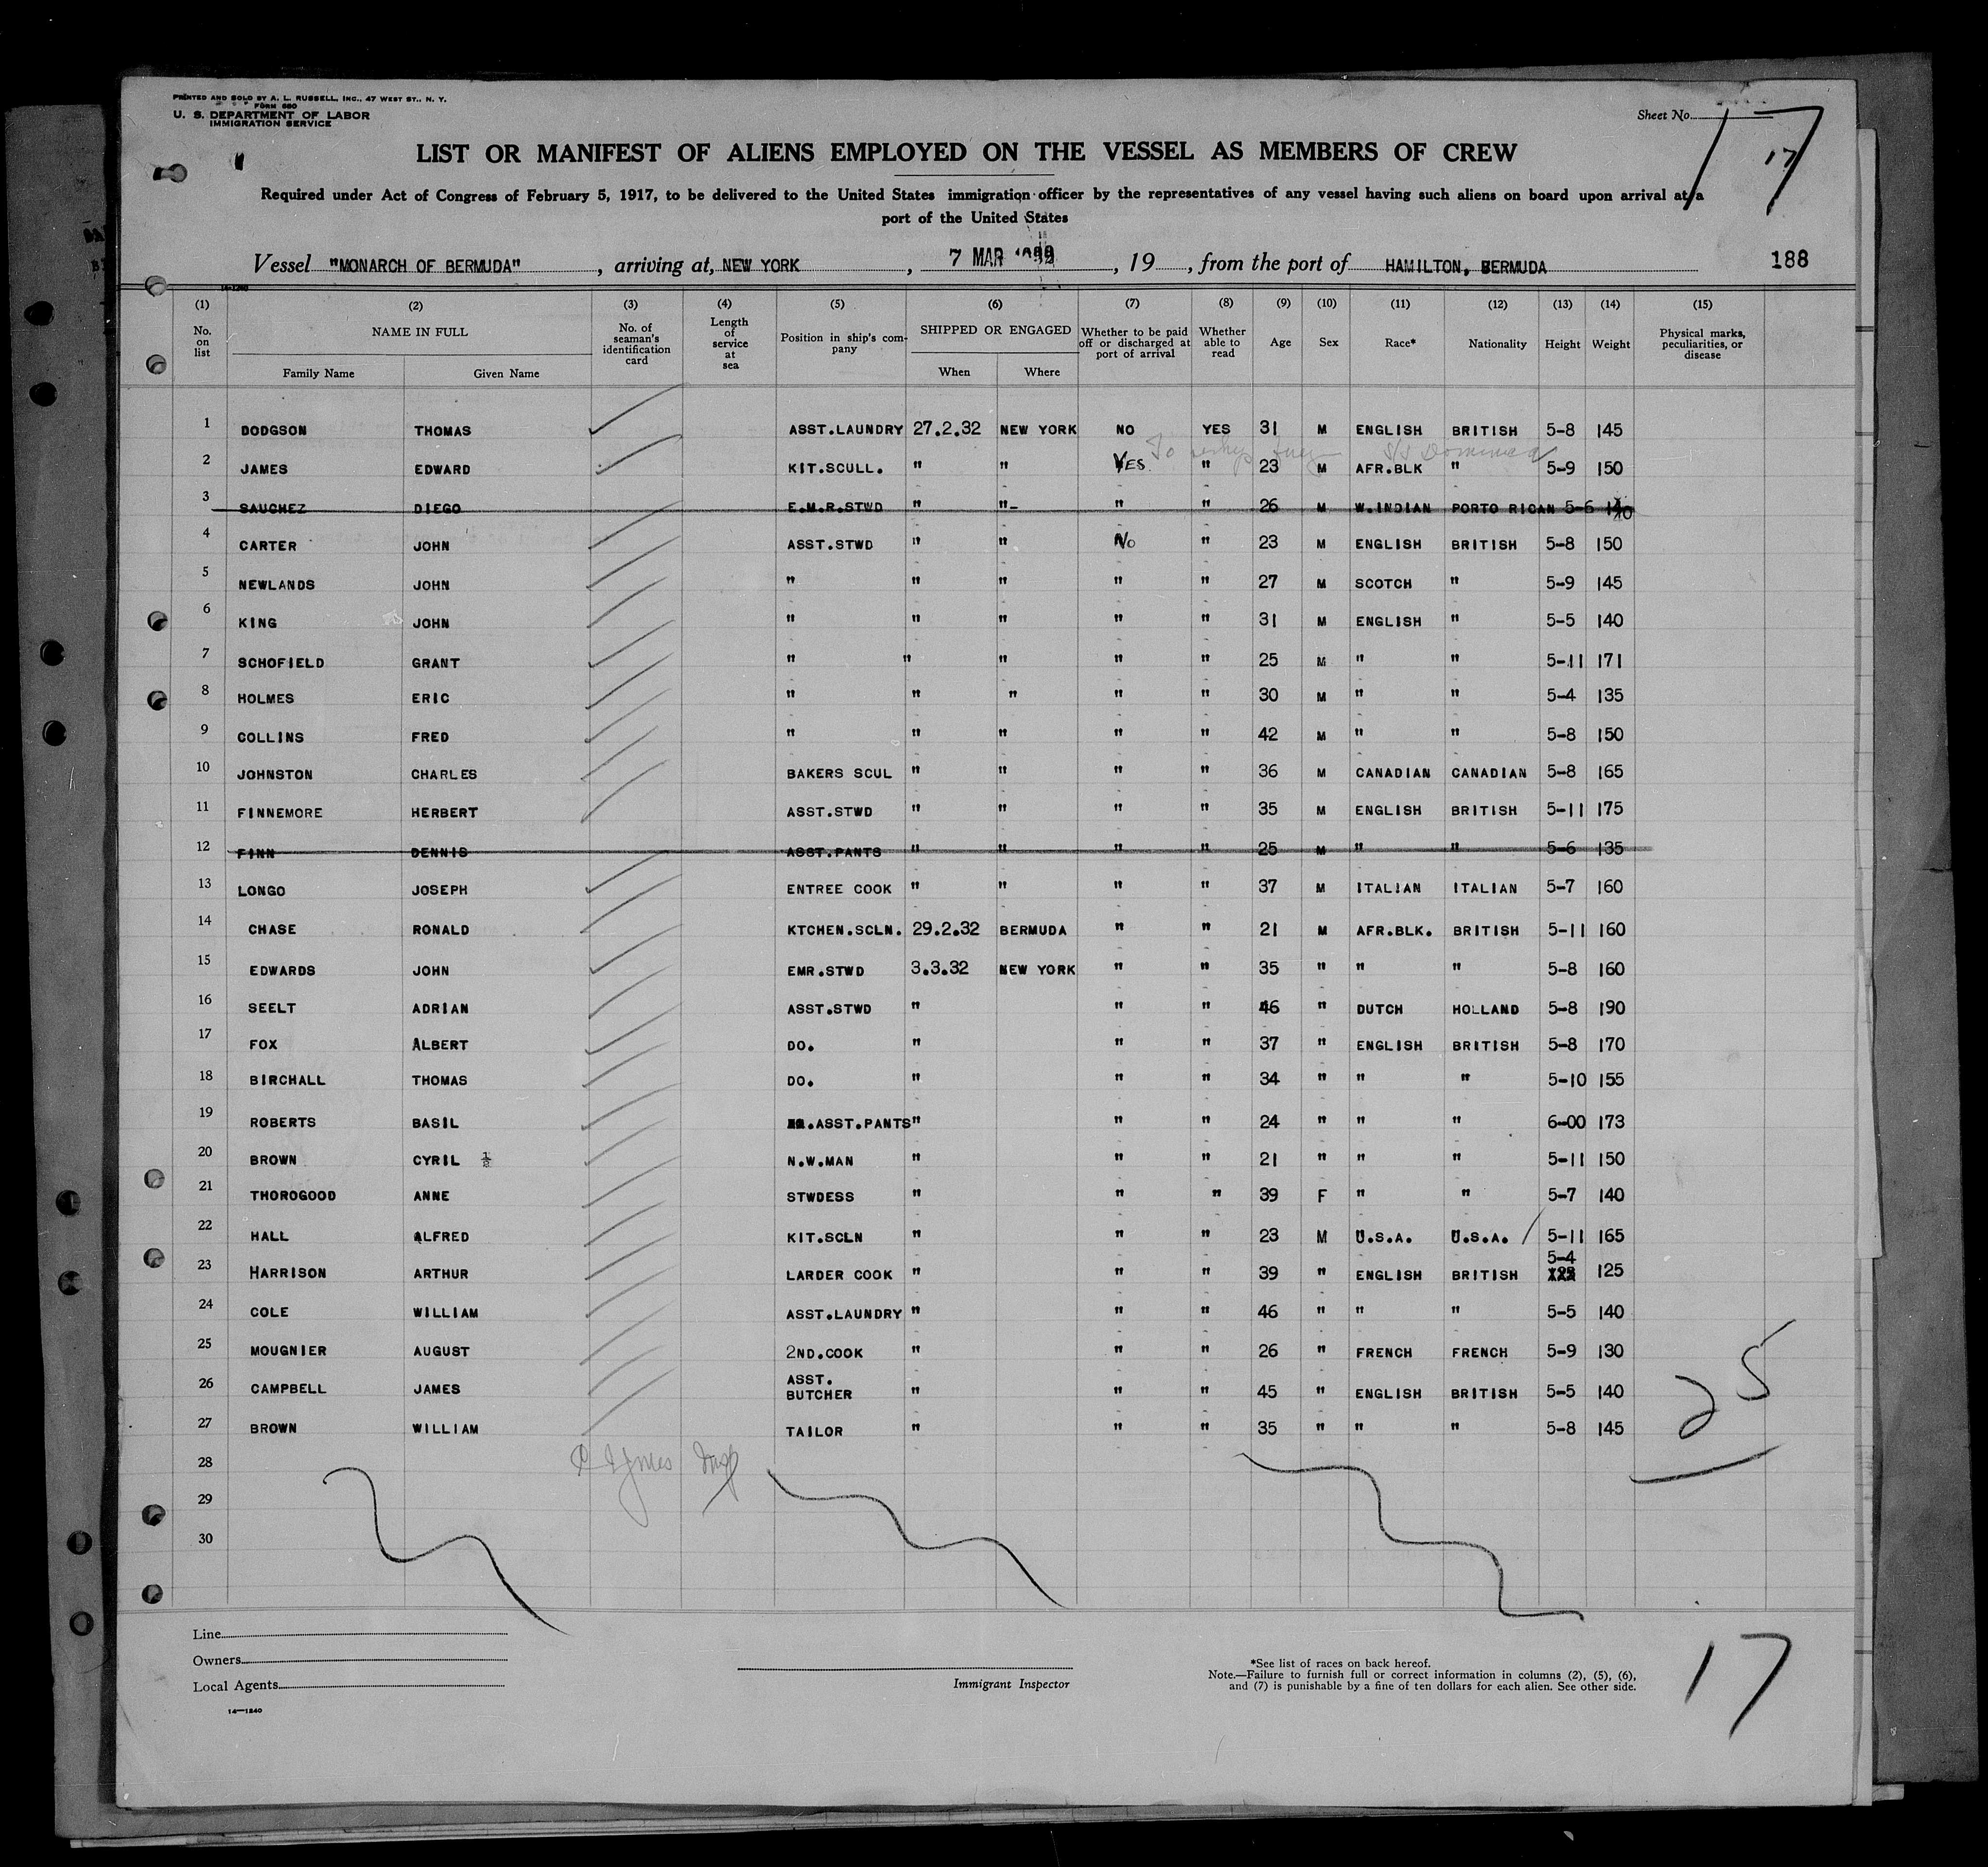 PRINTED AND SOLD BY A. L. RUSSELL, INC., 47 WEST ST., N. Y.
FORM 680
U. S. DEPARTMENT OF LABOR
IMMIGRATION SERVICE
Sheet No. 17
17
LIST OR MANIFEST OF ALIENS EMPLOYED ON THE VESSEL AS MEMBERS OF CREW
Required under Act of Congress of February 5, 1917, to be delivered to the United States immigration officer by the representatives of any vessel having such aliens on board upon arrival at a
port of the United States
Vessel "MONARCH OF BERMUDA", arriving at, NEW YORK, 7 MAR, 19, from the port of HAMILTON, BERMUDA 188
14-1240
(1) (2) (3) (4) (5) (6) (7) (8) (9) (10) (11) (12) (13) (14) (15)
No. on list NAME IN FULL Family Name Given Name No. of seaman's identification card Length of service at sea Position in ship's company SHIPPED OR ENGAGED When Where Whether to be paid off or discharged at port of arrival Whether able to read Age Sex Race* Nationality Height Weight Physical marks, peculiarities, or disease
1 DODGSON THOMAS ASST.LAUNDRY 27.2.32 NEW YORK NO YES 31 M ENGLISH BRITISH 5-8 145
To S/S Dominica
2 JAMES EDWARD KIT.SCULL. " " YES " 23 M AFR.BLK " 5-9 150
3 SAUCHEZ DIEGO E.M.R.STWD " "- " " 26 M W.INDIAN PORTO RICAN 5-6 140
4 CARTER JOHN ASST.STWD " " No " 23 M ENGLISH BRITISH 5-8 150
5 NEWLANDS JOHN " " " " " 27 M SCOTCH " 5-9 145
6 KING JOHN " " " " " 31 M ENGLISH " 5-5 140
7 SCHOFIELD GRANT " " " " " 25 M " " 5-11 171
8 HOLMES ERIC " " " " " 30 M " " 5-4 135
9 COLLINS FRED " " " " " 42 M " " 5-8 150
10 JOHNSTON CHARLES BAKERS SCUL " " " " 36 M CANADIAN CANADIAN 5-8 165
11 FINNEMORE HERBERT ASST.STWD " " " " 35 M ENGLISH BRITISH 5-11 175
12 FINN DENNIS ASST.PANTS " " " " 25 M " " 5-6 135
13 LONGO JOSEPH ENTREE COOK " " " " 37 M ITALIAN ITALIAN 5-7 160
14 CHASE RONALD KTCHEN.SCLN. 29.2.32 BERMUDA " " 21 M AFR.BLK. BRITISH 5-11 160
15 EDWARDS JOHN EMR.STWD 3.3.32 NEW YORK " " 35 " " " 5-8 160
16 SEELT ADRIAN ASST.STWD " " " 46 " DUTCH HOLLAND 5-8 190
17 FOX ALBERT DO. " " " 37 " ENGLISH BRITISH 5-8 170
18 BIRCHALL THOMAS DO. " " " 34 " " " 5-10 155
19 ROBERTS BASIL .ASST.PANTS " " " 24 " " " 6-00 173
20 BROWN CYRIL N.W.MAN " " " 21 " " " 5-11 150
21 THOROGOOD ANNE STWDESS " " " 39 F " " 5-7 140
22 HALL ALFRED KIT.SCLN " " " 23 M U.S.A. U.S.A. 5-11 165
23 HARRISON ARTHUR LARDER COOK " " " 39 " ENGLISH BRITISH 5-4 125
24 COLE WILLIAM ASST.LAUNDRY " " " 46 " " " 5-5 140
25 MOUGNIER AUGUST 2ND.COOK " " " 26 " FRENCH FRENCH 5-9 130
26 CAMPBELL JAMES ASST. BUTCHER " " " 45 " ENGLISH BRITISH 5-5 140
27 BROWN WILLIAM TAILOR " " " 35 " " " 5-8 145
25
28
29
30
Line
Owners
Local Agents
14-1240
Immigrant Inspector
*See list of races on back hereof.
Note.—Failure to furnish full or correct information in columns (2), (5), (6),
and (7) is punishable by a fine of ten dollars for each alien. See other side.
17